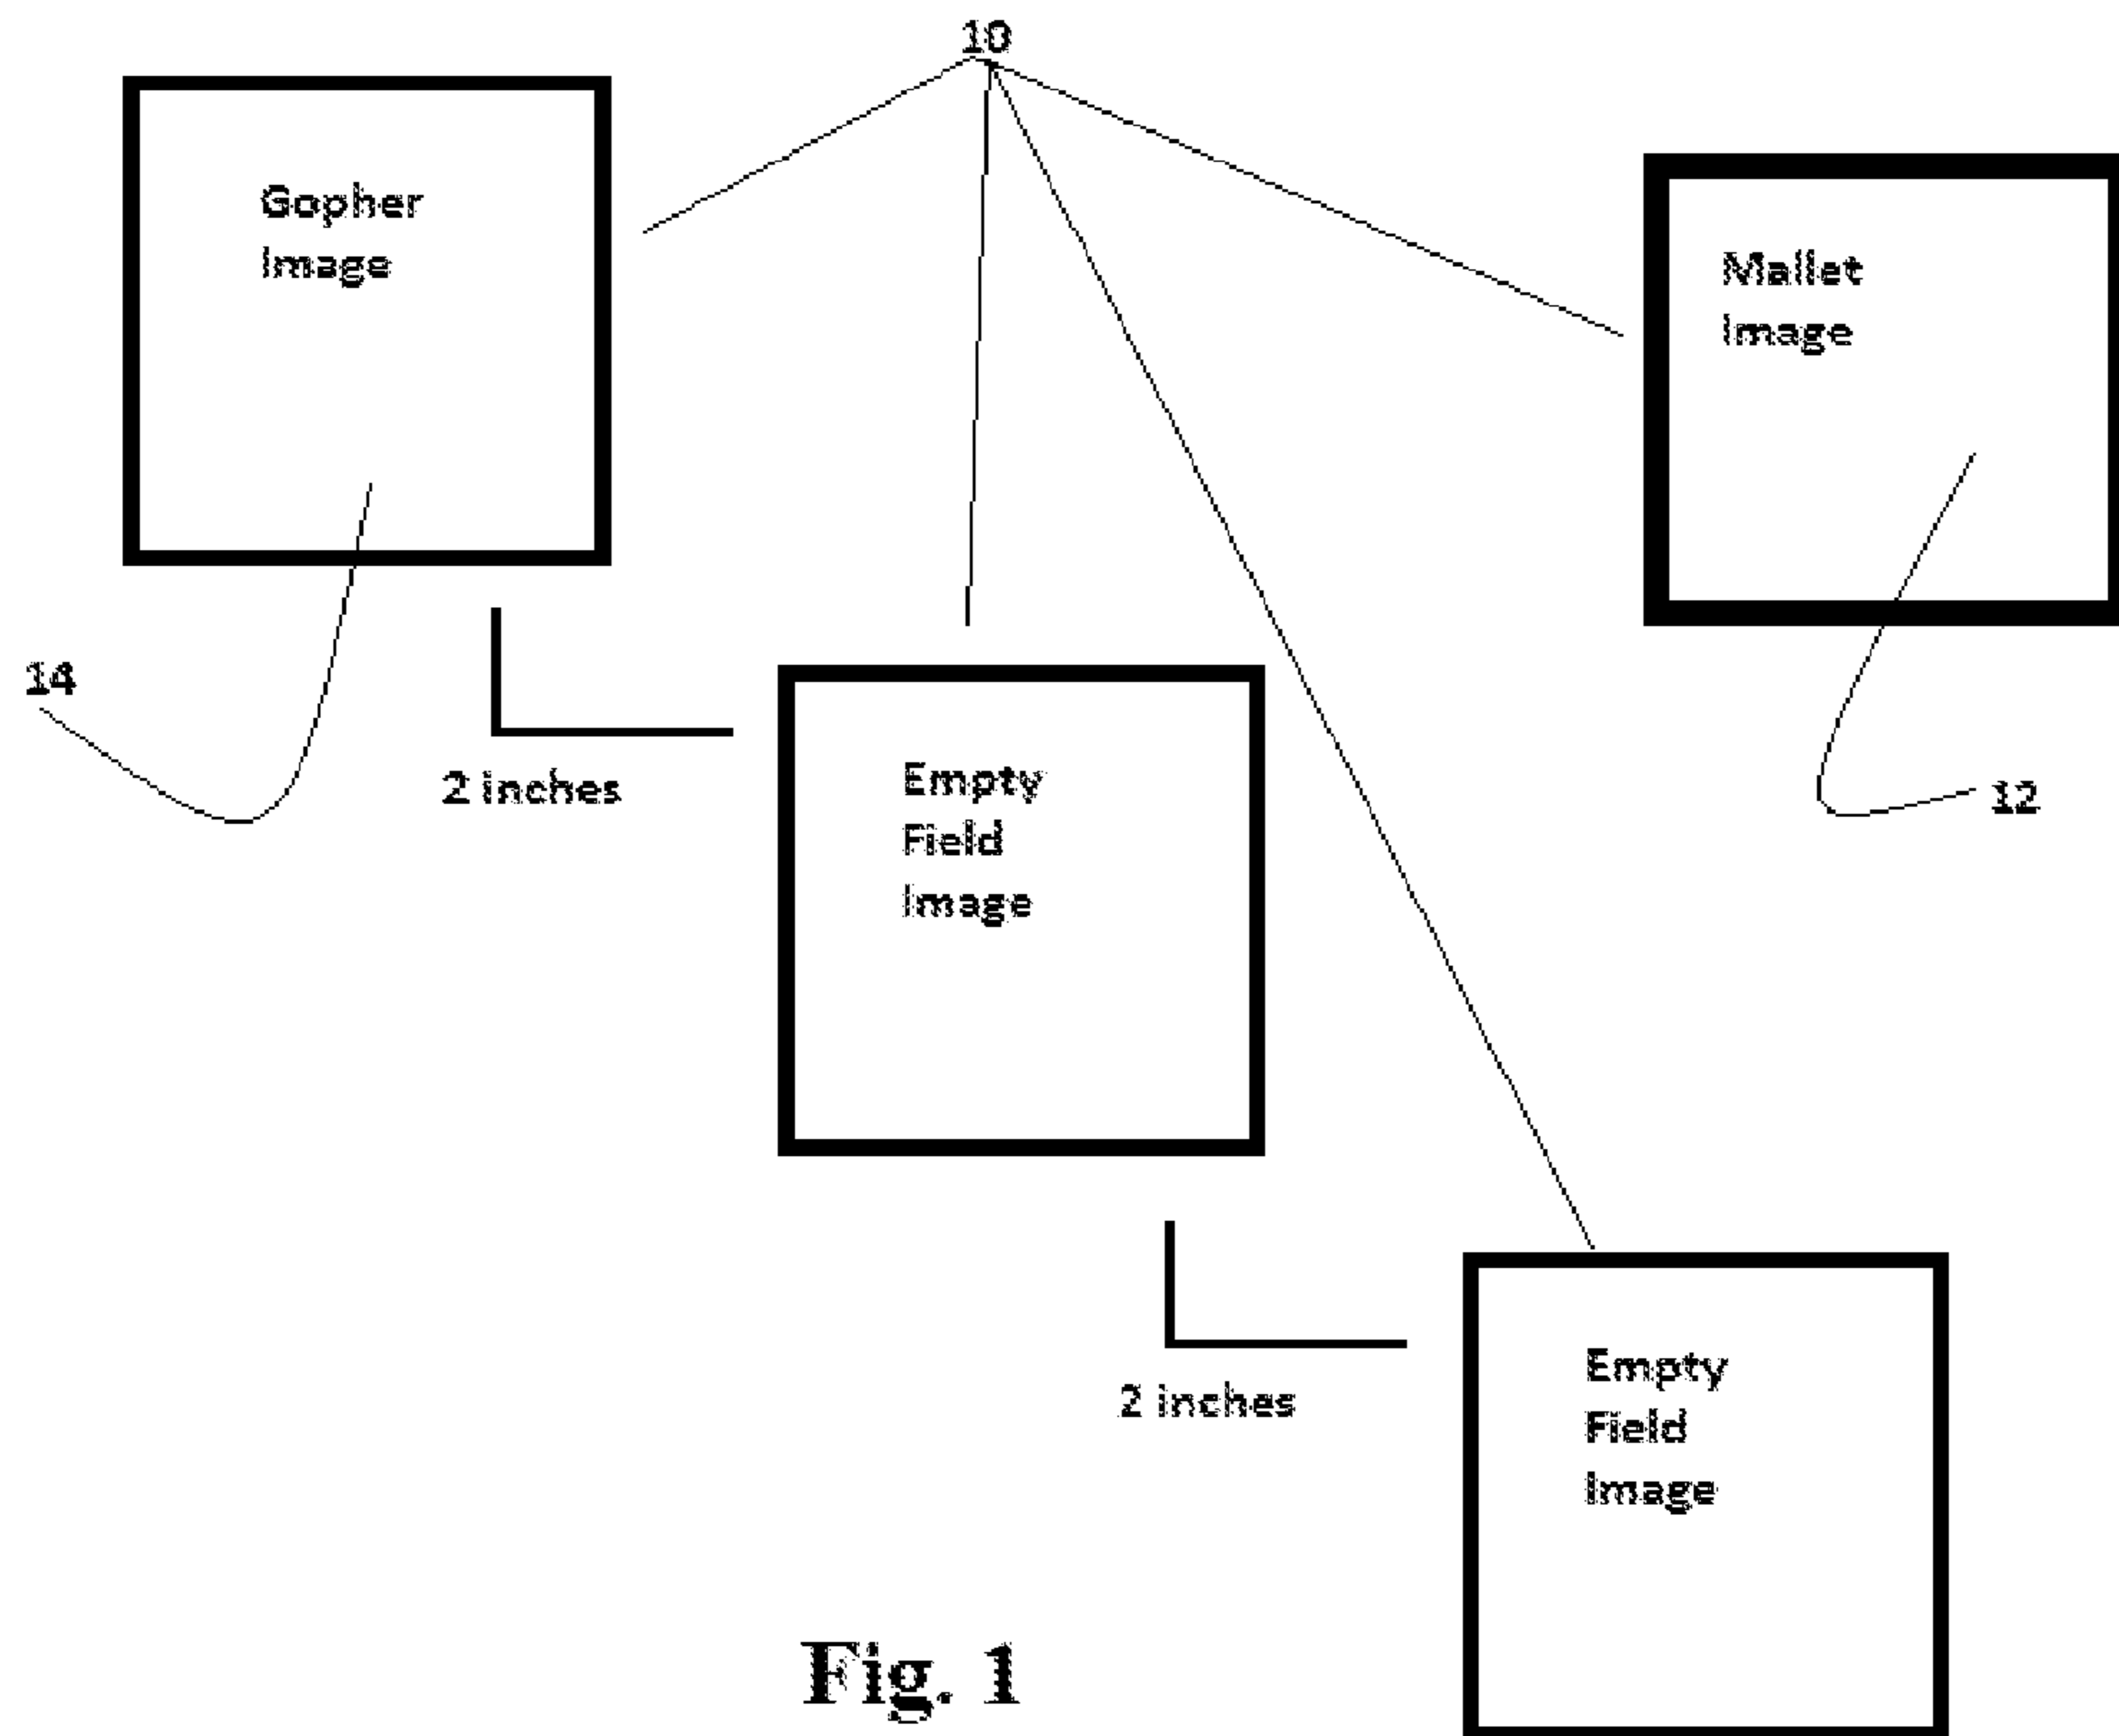 10
Gopher
Image
Mallet
Image
14
2 inches
Empty
Field
Image
12
2 inches
Empty
Field
Image
Fig. 1